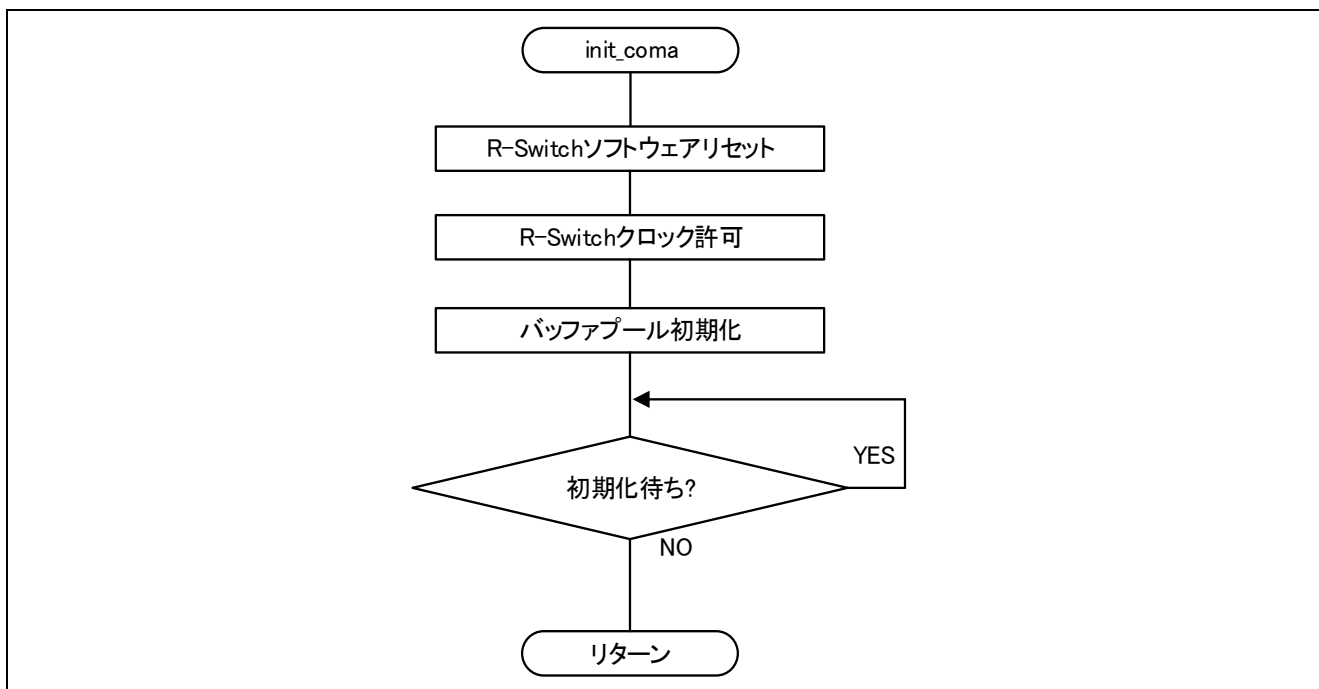 init_coma
R-Switchソフトウェアリセット
R-Switchクロック許可
バッファプール初期化
YES
初期化待ち?
NO
リターン